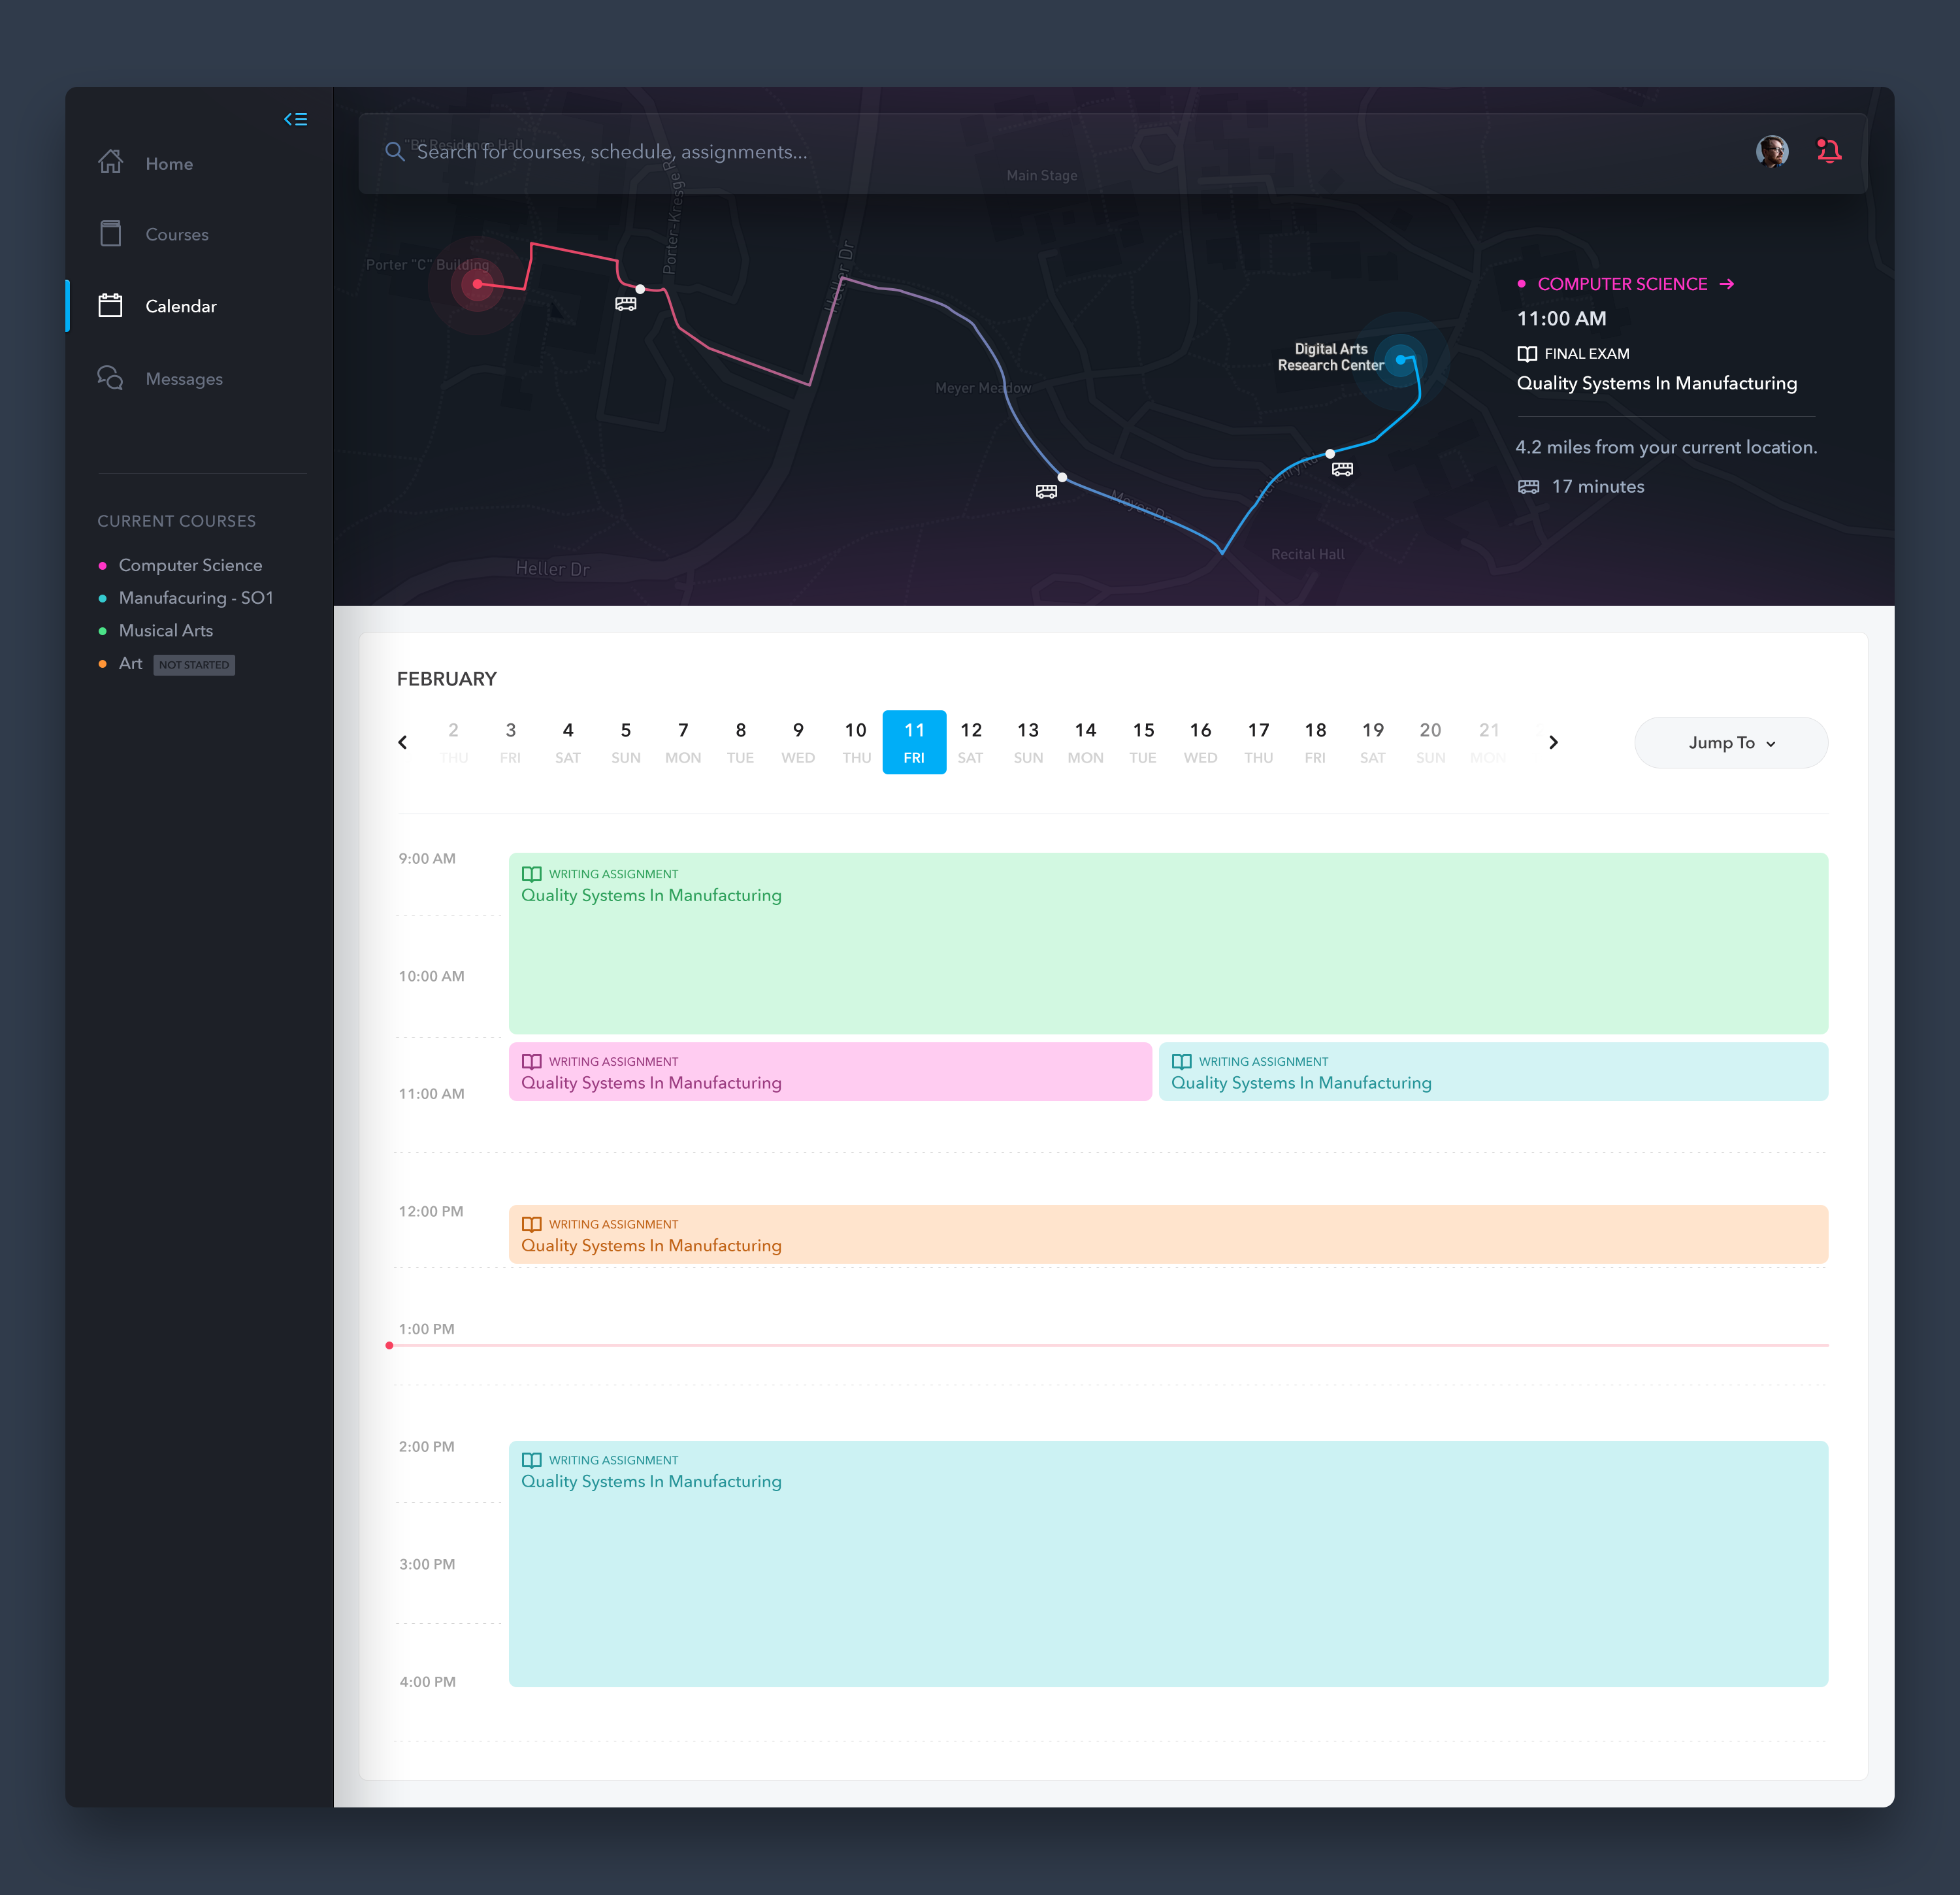 Home
Courses
Calendar
Messages
CURRENT COURSES
Computer Science
Manufacuring - SO1
Musical Arts
Art NOT STARTED
"B" Residence Hall
Search for courses, schedule, assignments...
Main Stage
Porter-Kresge R
Porter "C" Building
Heller Dr
Digital Arts
Research Center
Meyer Meadow
Meyer Dr
Recital Hall
Heller Dr
COMPUTER SCIENCE
11:00 AM
FINAL EXAM
Quality Systems In Manufacturing
4.2 miles from your current location.
17 minutes
FEBRUARY
2 3 4 5 7 8 9 10 11 12 13 14 15 16 17 18 19 20 21
THU FRI SAT SUN MON TUE WED THU FRI SAT SUN MON TUE WED THU FRI SAT SUN MON
Jump To
9:00 AM
WRITING ASSIGNMENT
Quality Systems In Manufacturing
10:00 AM
11:00 AM
WRITING ASSIGNMENT
Quality Systems In Manufacturing
WRITING ASSIGNMENT
Quality Systems In Manufacturing
12:00 PM
WRITING ASSIGNMENT
Quality Systems In Manufacturing
1:00 PM
2:00 PM
WRITING ASSIGNMENT
Quality Systems In Manufacturing
3:00 PM
4:00 PM